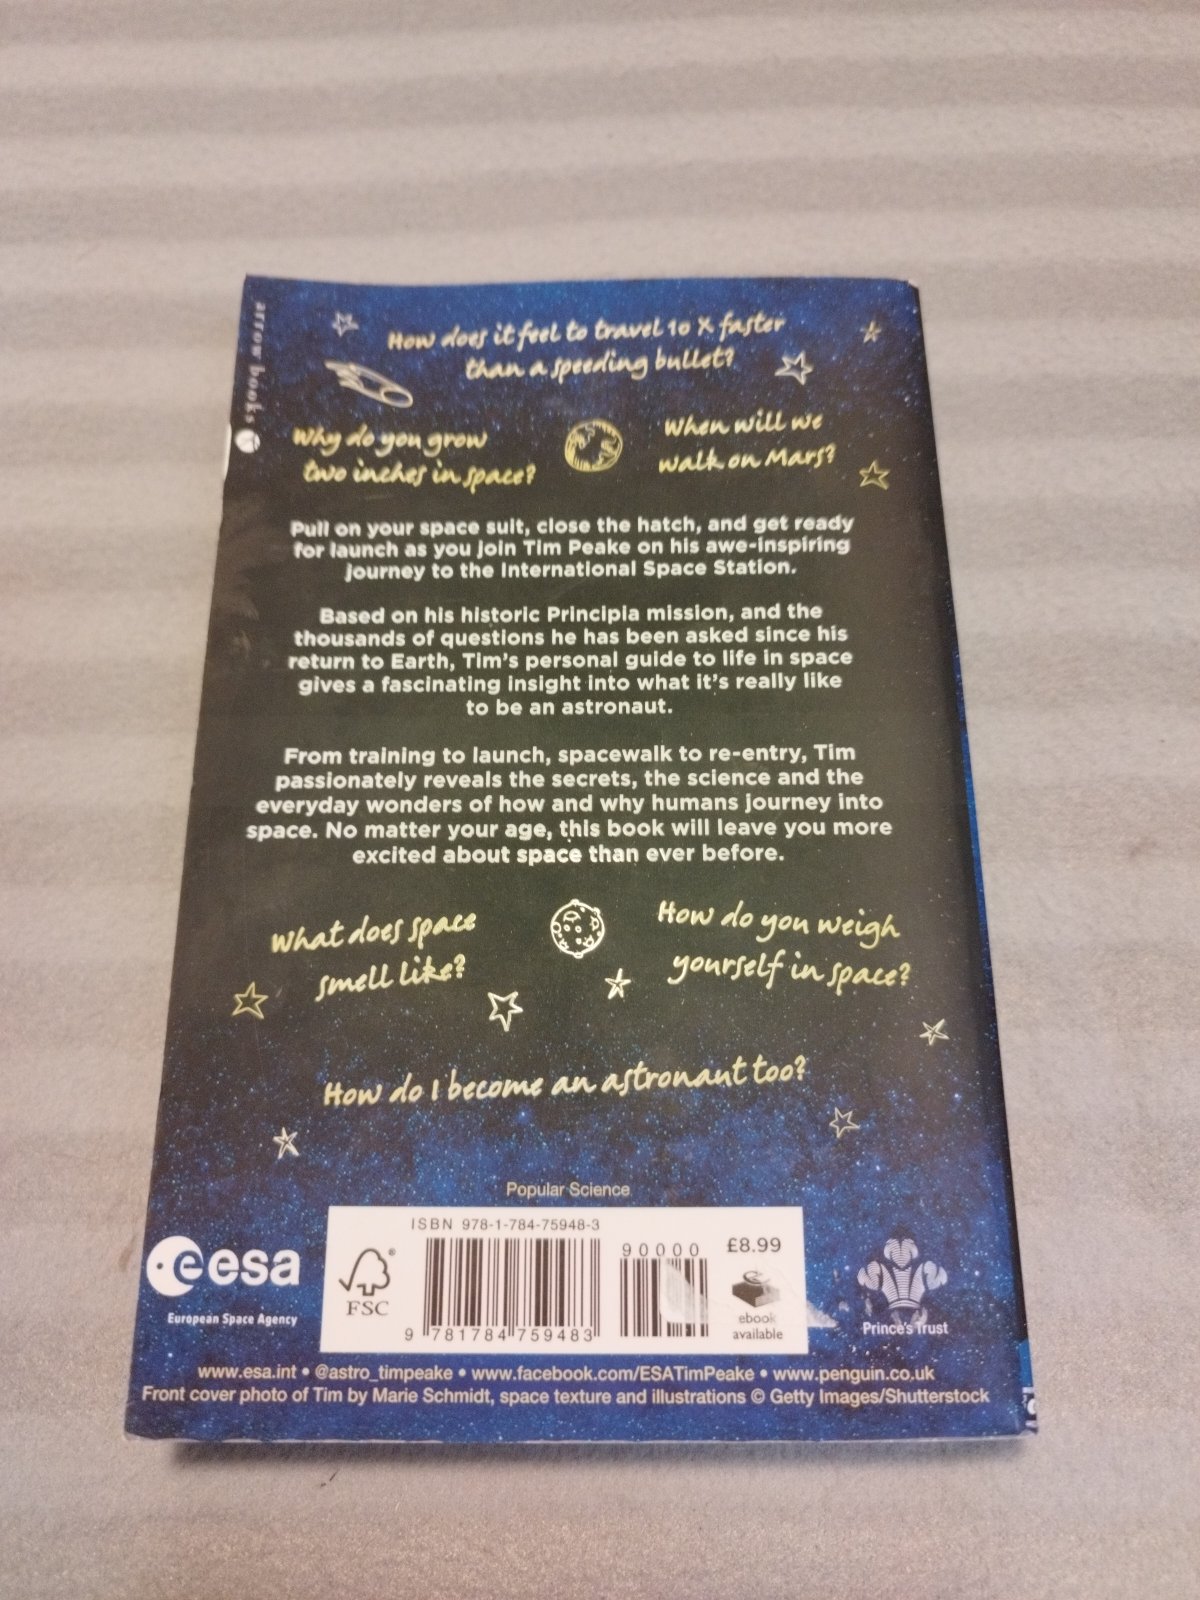 arrow books
How does it feel to travel 10 x faster
than a speeding bullet?
Why do you grow
two inches in space?
When will we
walk on Mars?
Pull on your space suit, close the hatch, and get ready
for launch as you join Tim Peake on his awe-inspiring
journey to the International Space Station.
Based on his historic Principia mission, and the
thousands of questions he has been asked since his
return to Earth, Tim's personal guide to life in space
gives a fascinating insight into what it's really like
to be an astronaut.
From training to launch, spacewalk to re-entry, Tim
passionately reveals the secrets, the science and the
everyday wonders of how and why humans journey into
space. No matter your age, this book will leave you more
excited about space than ever before.
What does space
smell like?
How do you weigh
yourself in space?
How do I become an astronaut too?
Popular Science
esa
European Space Agency
FSC
®
ISBN 978-1-784-75948-3
9 781784 759483
90000
£8.99
ebook
available
Prince's Trust
www.esa.int • @astro_timpeake • www.facebook.com/ESATimPeake • www.penguin.co.uk
Front cover photo of Tim by Marie Schmidt, space texture and illustrations © Getty Images/Shutterstock